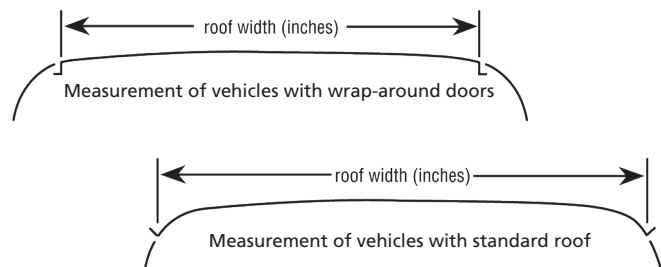 roof width (inches)
Measurement of vehicles with wrap-around doors
roof width (inches)
Measurement of vehicles with standard roof